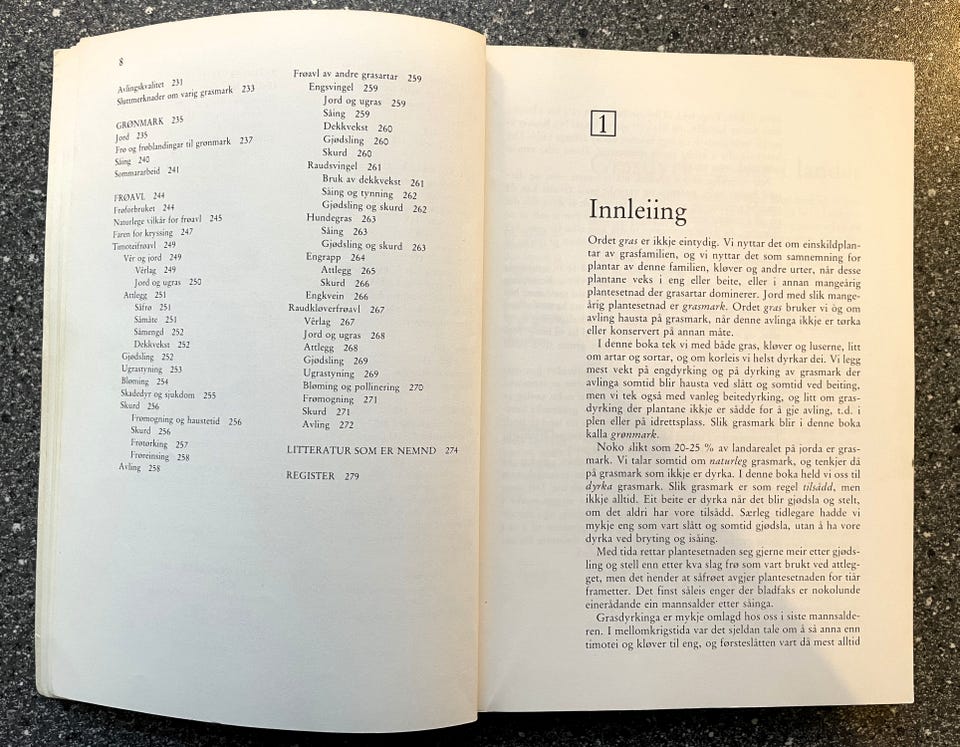 8
Avlingskvalitet 231
Sluttmerknader om varig grasmark 233
GRØNMARK 235
Jord 235
Frø og frøblandingar til grønmark 237
Såing 240
Sommararbeid 241
FRØAVL 244
Frøforbruket 244
Naturlege vilkår for frøavl 245
Faren for kryssing 247
Timoteifrøavl 249
Vêr og jord 249
Vêrlag 249
Jord og ugras 250
Attlegg 251
Såfrø 251
Såmåte 251
Såmengd 252
Dekkvekst 252
Gjødsling 252
Ugrastyning 253
Bløming 254
Skadedyr og sjukdom 255
Skurd 256
Frømogning og haustetid 256
Skurd 256
Frøtørking 257
Frøreinsing 258
Avling 258
Frøavl av andre grasartar 259
Engsvingel 259
Jord og ugras 259
Såing 259
Dekkvekst 260
Gjødsling 260
Skurd 260
Raudsvingel 261
Bruk av dekkvekst 261
Såing og tynning 262
Gjødsling og skurd 262
Hundegras 263
Såing 263
Gjødsling og skurd 263
Engrapp 264
Attlegg 265
Skurd 266
Engkvein 266
Raudkløverfrøavl 267
Vêrlag 267
Jord og ugras 268
Attlegg 268
Gjødsling 269
Ugrastyning 269
Bløming og pollinering 270
Frømogning 271
Skurd 271
Avling 272
LITTERATUR SOM ER NEMND 274
REGISTER 279
1
Innleiing
Ordet gras er ikkje eintydig. Vi nyttar det om einskildplan-
tar av grasfamilien, og vi nyttar det som samnemning for
plantar av denne familien, kløver og andre urter, når desse
plantane veks i eng eller beite, eller i annan mangeårig
plantesetnad der grasartar dominerer. Jord med slik mange-
årig plantesetnad er grasmark. Ordet gras bruker vi òg om
avling hausta på grasmark, når denne avlinga ikkje er tørka
eller konservert på annan måte.
I denne boka tek vi med både gras, kløver og luserne, litt
om artar og sortar, og om korleis vi helst dyrkar dei. Vi legg
mest vekt på engdyrking og på dyrking av grasmark der
avlinga somtid blir hausta ved slått og somtid ved beiting,
men vi tek også med vanleg beitedyrking, og litt om gras-
dyrking der plantane ikkje er sådde for å gje avling, t.d. i
plen eller på idrettsplass. Slik grasmark blir i denne boka
kalla grønmark.
Noko slikt som 20-25 % av landarealet på jorda er gras-
mark. Vi talar somtid om naturleg grasmark, og tenkjer då
på grasmark som ikkje er dyrka. I denne boka held vi oss til
dyrka grasmark. Slik grasmark er som regel tilsådd, men
ikkje alltid. Eit beite er dyrka når det blir gjødsla og stelt,
om det aldri har vore tilsådd. Særleg tidlegare hadde vi
mykje eng som vart slått og somtid gjødsla, utan å ha vore
dyrka ved bryting og isåing.
Med tida rettar plantesetnaden seg gjerne meir etter gjøds-
ling og stell enn etter kva slag frø som vart brukt ved attleg-
get, men det hender at såfrøet avgjer plantesetnaden for tiår
frametter. Det finst såleis enger der bladfaks er nokolunde
einerådande ein mannsalder etter såinga.
Grasdyrkinga er mykje omlagd hos oss i siste mannsalde-
ren. I mellomkrigstida var det sjeldan tale om å så anna enn
timotei og kløver til eng, og førsteslåtten vart då mest alltid